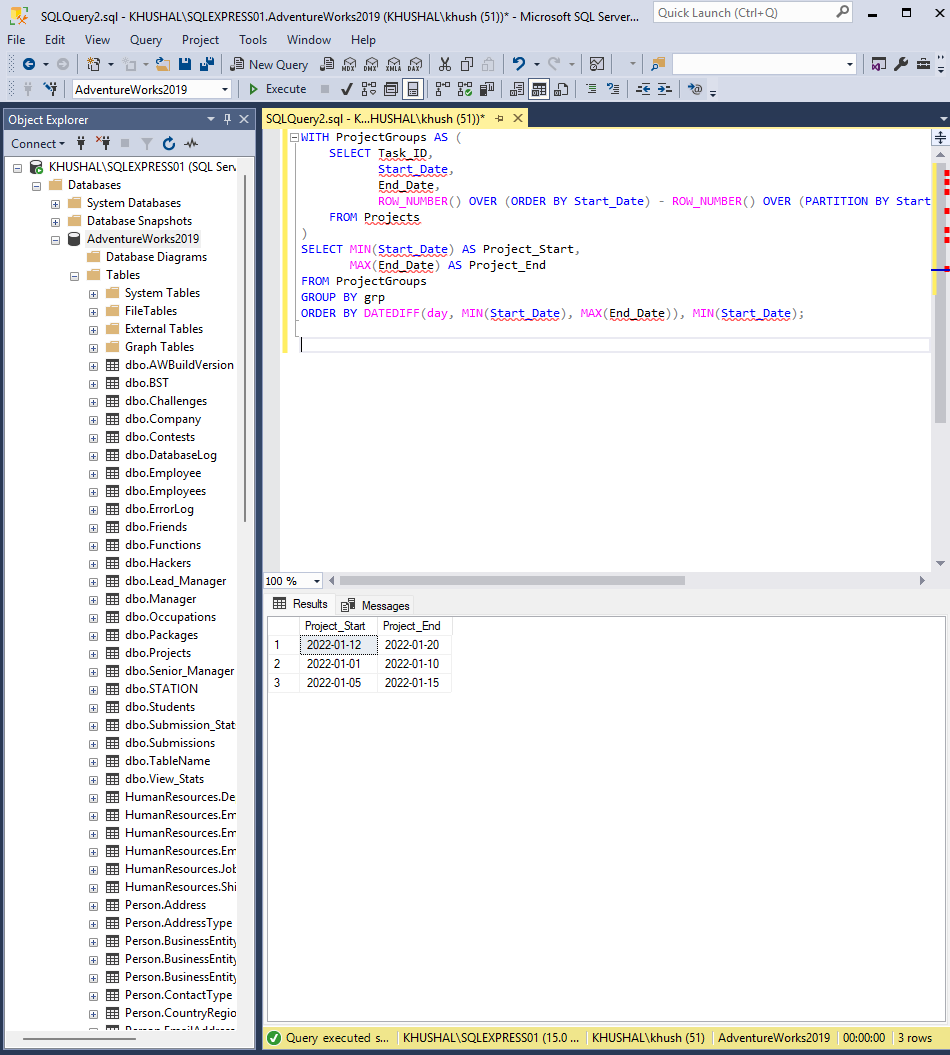 SQLQuery2.sql - KHUSHAL\SQLEXPRESS01.AdventureWorks2019 (KHUSHAL\khush (51))* - Microsoft SQL Server...
Quick Launch (Ctrl+Q)
File Edit View Query Project Tools Window Help
New Query MDX DMX XMLA DAX
AdventureWorks2019 Execute
Object Explorer
Connect
KHUSHAL\SQLEXPRESS01 (SQL Serv
Databases
System Databases
Database Snapshots
AdventureWorks2019
Database Diagrams
Tables
System Tables
FileTables
External Tables
Graph Tables
dbo.AWBuildVersion
dbo.BST
dbo.Challenges
dbo.Company
dbo.Contests
dbo.DatabaseLog
dbo.Employee
dbo.Employees
dbo.ErrorLog
dbo.Friends
dbo.Functions
dbo.Hackers
dbo.Lead_Manager
dbo.Manager
dbo.Occupations
dbo.Packages
dbo.Projects
dbo.Senior_Manager
dbo.STATION
dbo.Students
dbo.Submission_Stat
dbo.Submissions
dbo.TableName
dbo.View_Stats
HumanResources.De
HumanResources.Em
HumanResources.Em
HumanResources.Em
HumanResources.Job
HumanResources.Shi
Person.Address
Person.AddressType
Person.BusinessEntity
Person.BusinessEntity
Person.BusinessEntity
Person.ContactType
Person.CountryRegio
Person.EmailAddress
SQLQuery2.sql - K...HUSHAL\khush (51))*
WITH ProjectGroups AS (
SELECT Task_ID,
Start_Date,
End_Date,
ROW_NUMBER() OVER (ORDER BY Start_Date) - ROW_NUMBER() OVER (PARTITION BY Start
FROM Projects
)
SELECT MIN(Start_Date) AS Project_Start,
MAX(End_Date) AS Project_End
FROM ProjectGroups
GROUP BY grp
ORDER BY DATEDIFF(day, MIN(Start_Date), MAX(End_Date)), MIN(Start_Date);
100 %
Results Messages
Project_Start Project_End
1 2022-01-12 2022-01-20
2 2022-01-01 2022-01-10
3 2022-01-05 2022-01-15
Query executed s... KHUSHAL\SQLEXPRESS01 (15.0 ... KHUSHAL\khush (51) AdventureWorks2019 00:00:00 3 rows